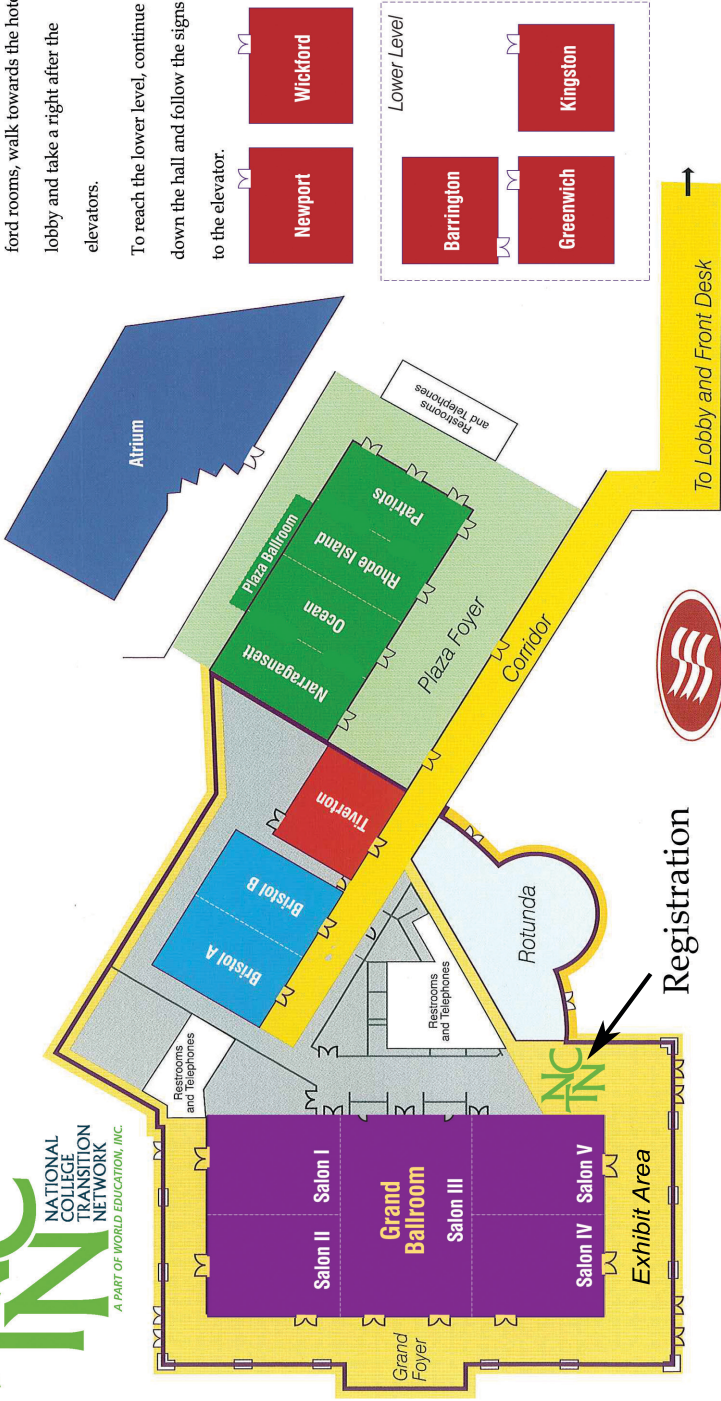 NATIONAL
COLLEGE
TRANSITION
NETWORK
A PART OF WORLD EDUCATION, INC.
ford rooms, walk towards the
lobby and take a right after the
elevators.
To reach the lower level, continue
down the hall and follow the signs
to the elevator.
Wickford
Newport
Lower Level
Barrington
Kingston
Greenwich
Atrium
Restrooms
and Telephones
Plaza Ballroom
Patriots
Rhode Island
Ocean
Narragansett
Plaza Foyer
Corridor
To Lobby and Front Desk
Tiverton
Bristol B
Bristol A
Restrooms
and Telephones
Restrooms
and Telephones
Rotunda
Registration
NC
TN
Salon I
Salon II
Grand
Ballroom
Salon III
Salon V
Salon IV
Exhibit Area
Grand
Foyer